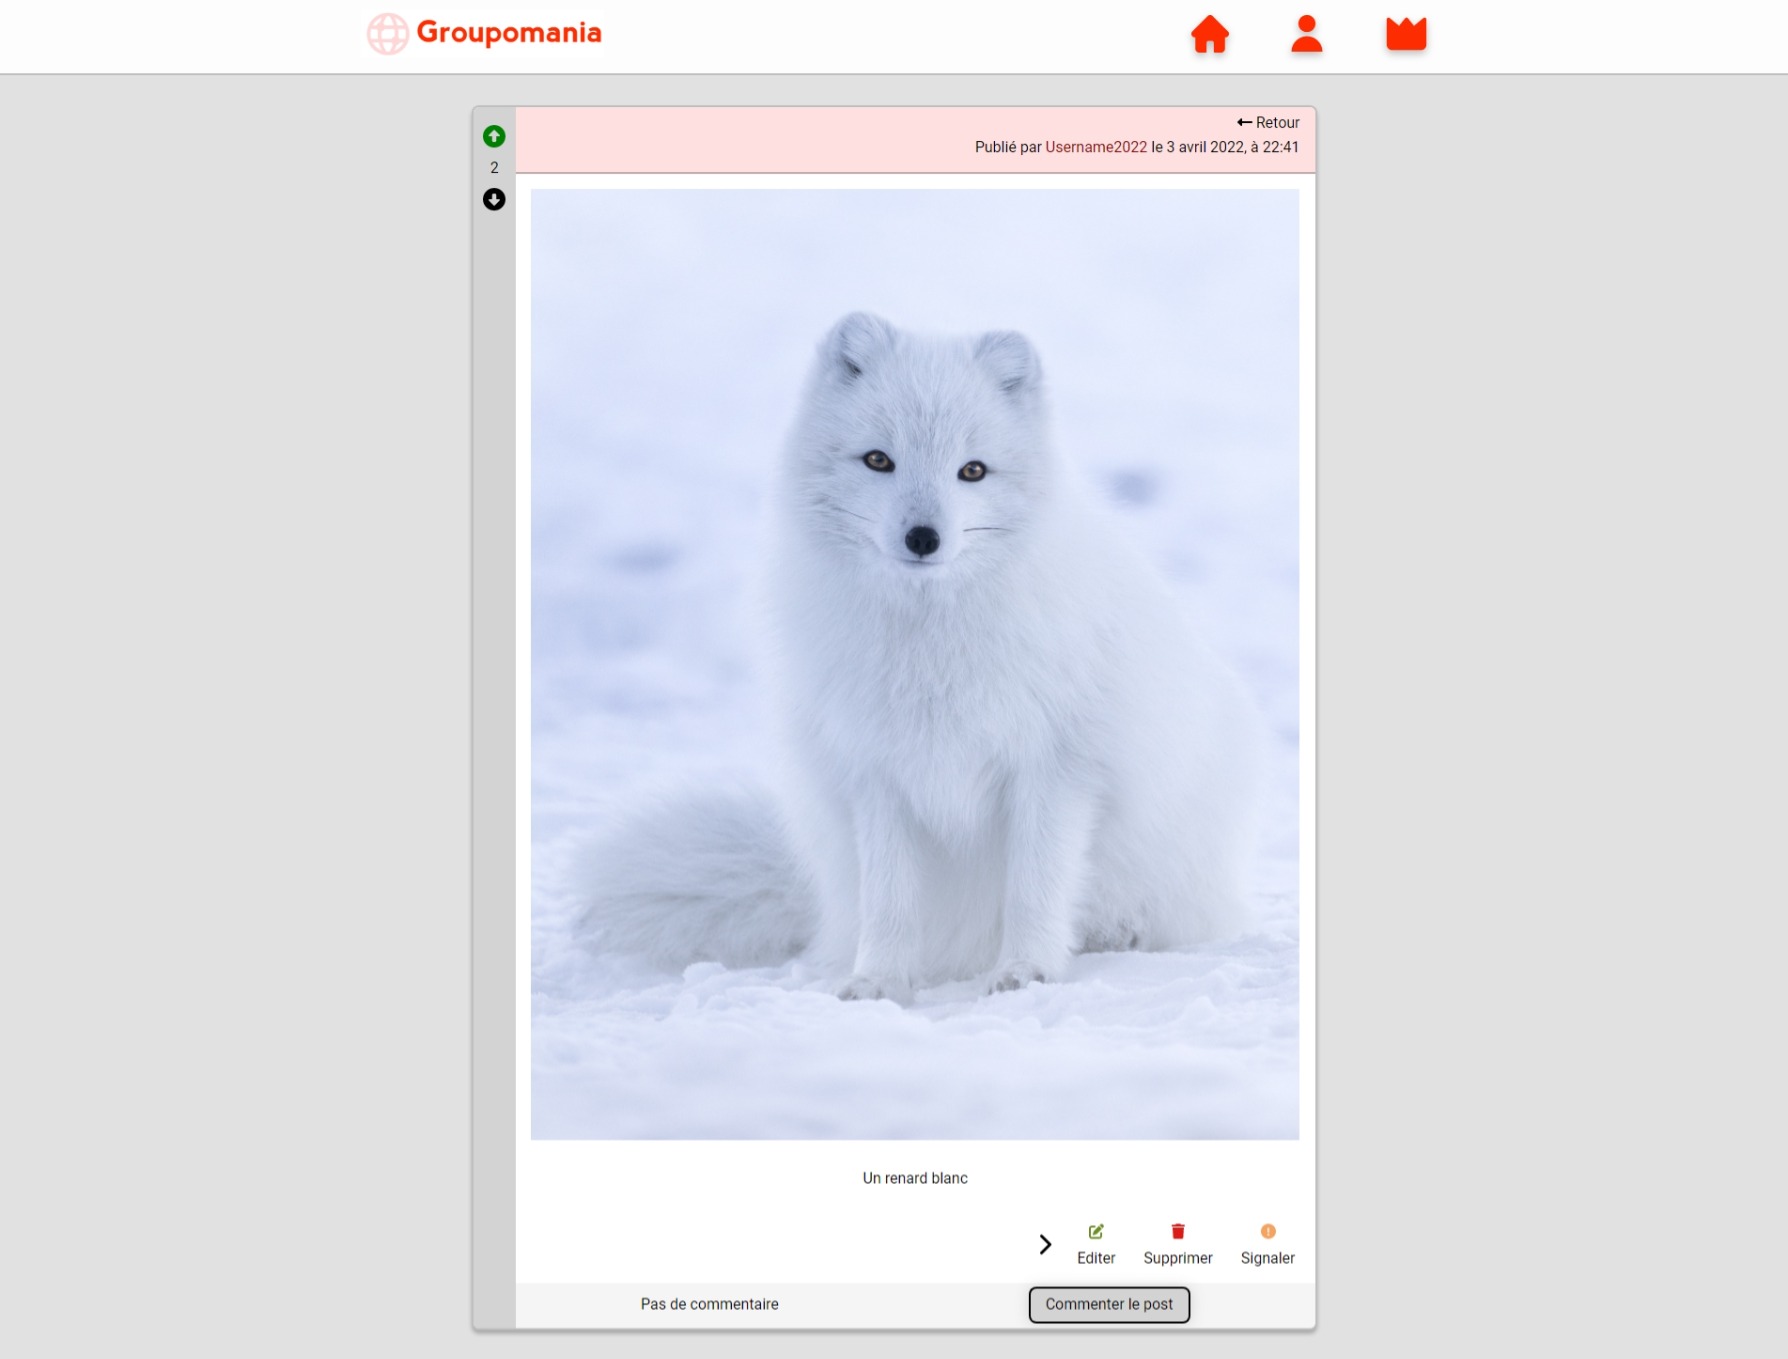 Groupomania
Retour
Publié par Username2022 le 3 avril 2022, à 22:41
2
Un renard blanc
Editer
Supprimer
Signaler
Pas de commentaire
Commenter le post